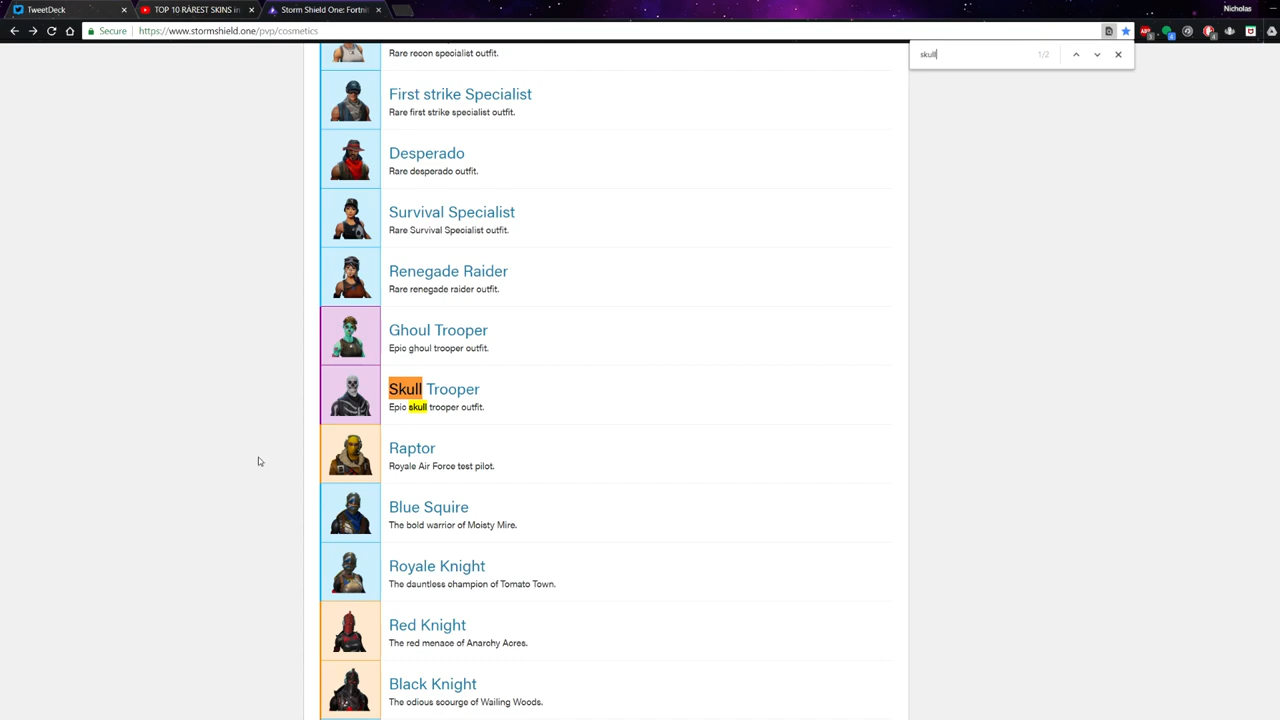 TweetDeck
TOP 10 RAREST SKINS in
Storm Shield One: Fortnit
Nicholas
Secure
https://www.stormshield.one/pvp/cosmetics
skull
1/2
Rare recon specialist outfit.
First strike Specialist
Rare first strike specialist outfit.
Desperado
Rare desperado outfit.
Survival Specialist
Rare Survival Specialist outfit.
Renegade Raider
Rare renegade raider outfit.
Ghoul Trooper
Epic ghoul trooper outfit.
Skull Trooper
Epic skull trooper outfit.
Raptor
Royale Air Force test pilot.
Blue Squire
The bold warrior of Moisty Mire.
Royale Knight
The dauntless champion of Tomato Town.
Red Knight
The red menace of Anarchy Acres.
Black Knight
The odious scourge of Wailing Woods.